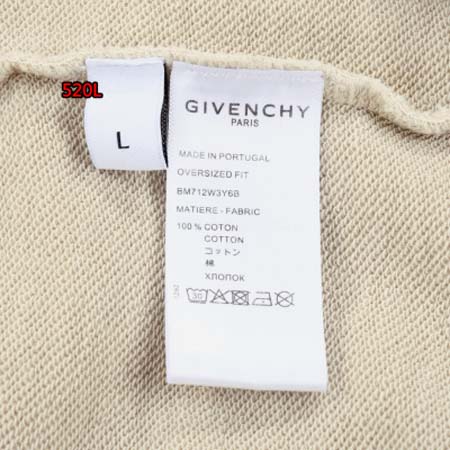 520L
L
GIVENCHY
PARIS
MADE IN PORTUGAL
OVERSIZED FIT
BM712W3Y6B
MATIERE - FABRIC
100 % COTON
COTTON
コットン
棉
ХЛОПОК
30